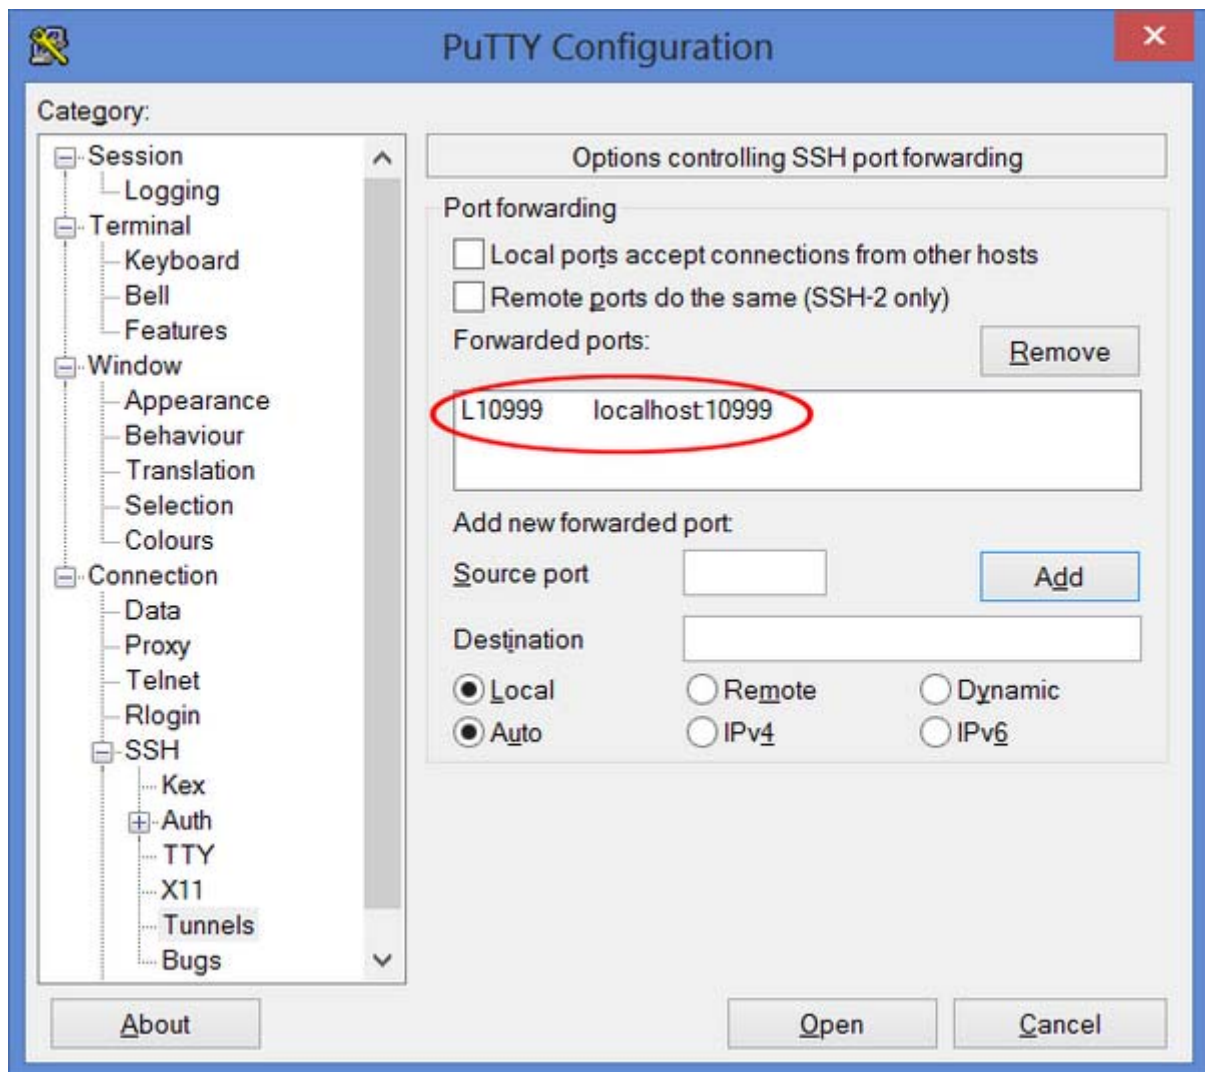 PuTTY Configuration
Category:
Session
Logging
Terminal
Keyboard
Bell
Features
Window
Appearance
Behaviour
Translation
Selection
Colours
Connection
Data
Proxy
Telnet
Rlogin
SSH
Kex
Auth
TTY
X11
Tunnels
Bugs
Options controlling SSH port forwarding
Port forwarding
Local ports accept connections from other hosts
Remote ports do the same (SSH-2 only)
Forwarded ports:
Remove
L10999 localhost:10999
Add new forwarded port:
Source port
Add
Destination
Local Remote Dynamic
Auto IPv4 IPv6
About
Open
Cancel